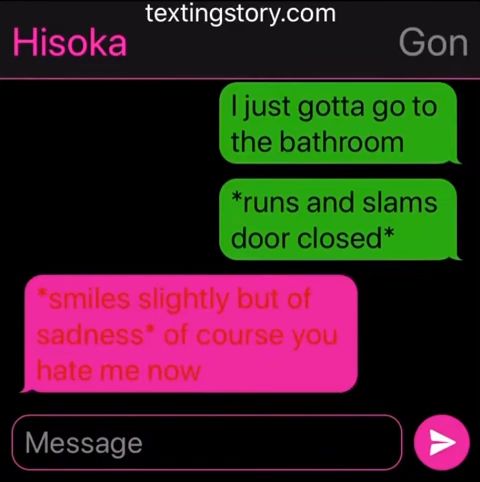 textingstory.com
Hisoka
Gon
I just gotta go to
the bathroom
*runs and slams
door closed*
*smiles slightly but of
sadness* of course you
hate me now
Message